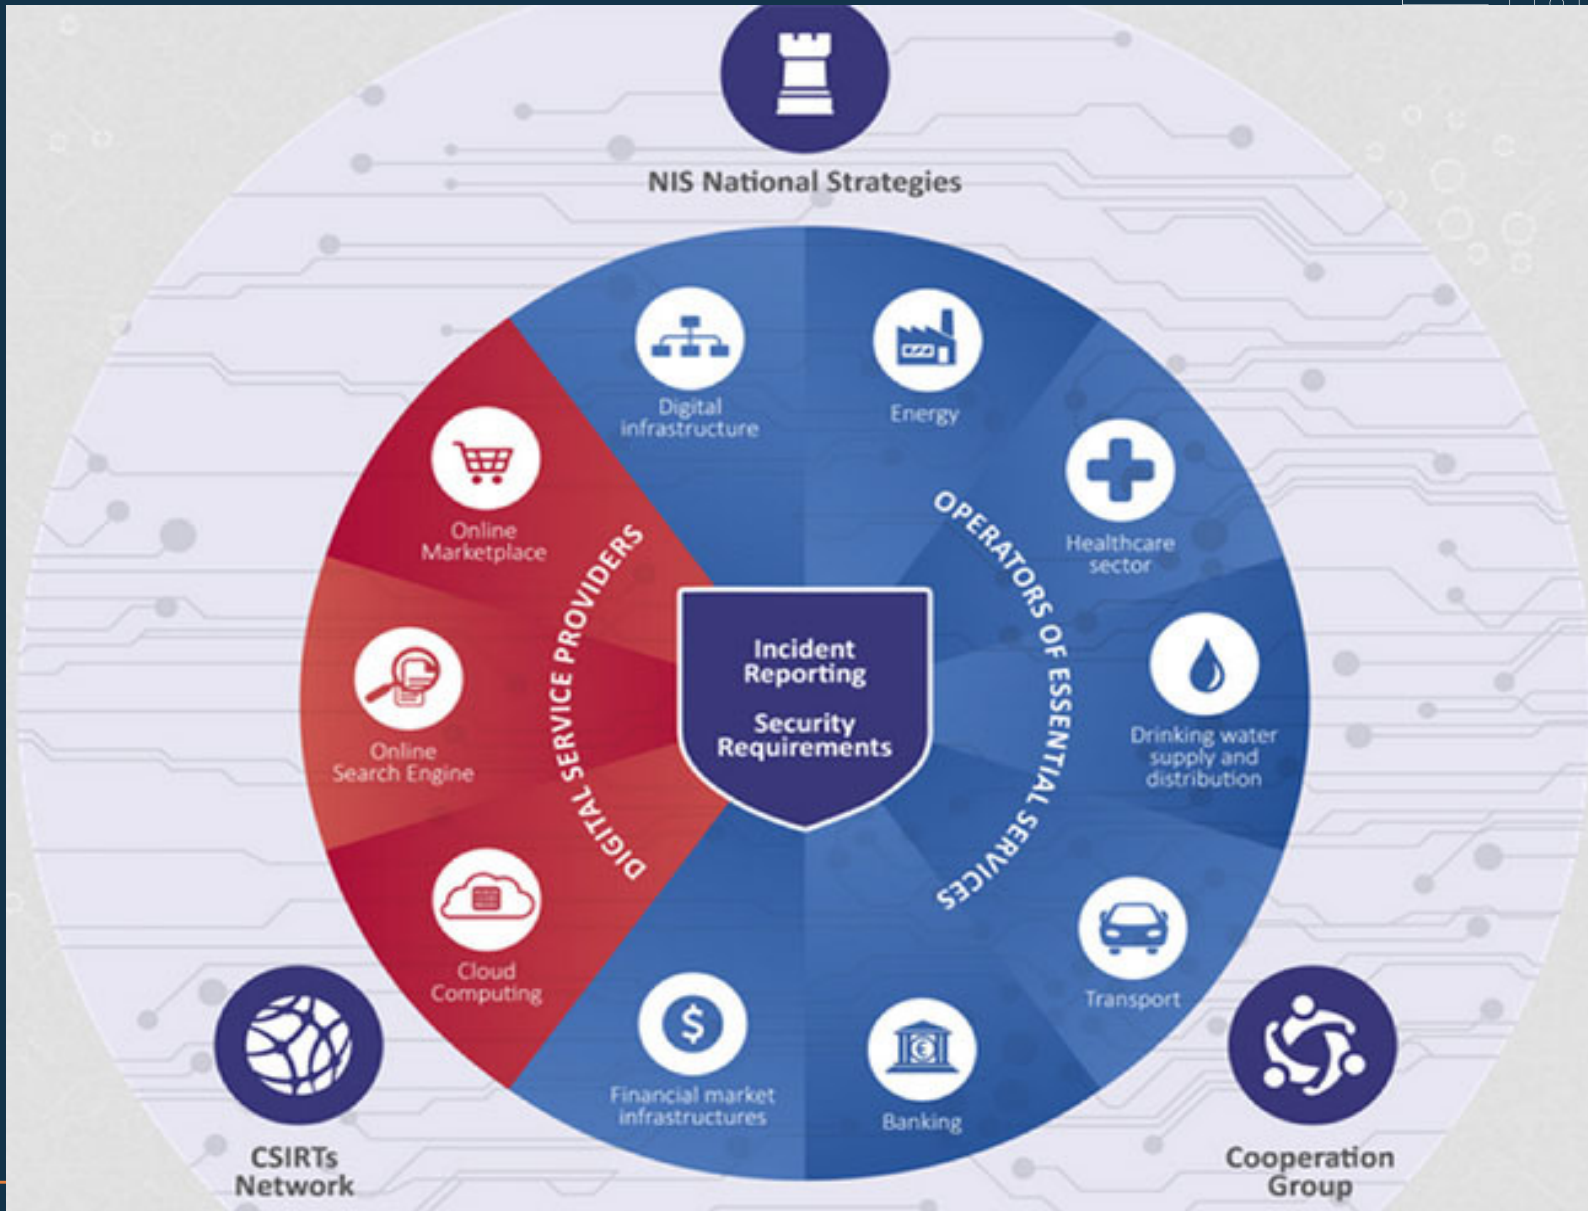 NIS National Strategies
Digital
infrastructure
Energy
Online
Marketplace
Healthcare
sector
DIGITAL SERVICE PROVIDERS
OPERATORS OF ESSENTIAL SERVICES
Incident
Reporting
Security
Requirements
Online
Search Engine
Drinking water
supply and
distribution
Cloud
Computing
Transport
$
€
Financial market
infrastructures
Banking
CSIRTs
Network
Cooperation
Group